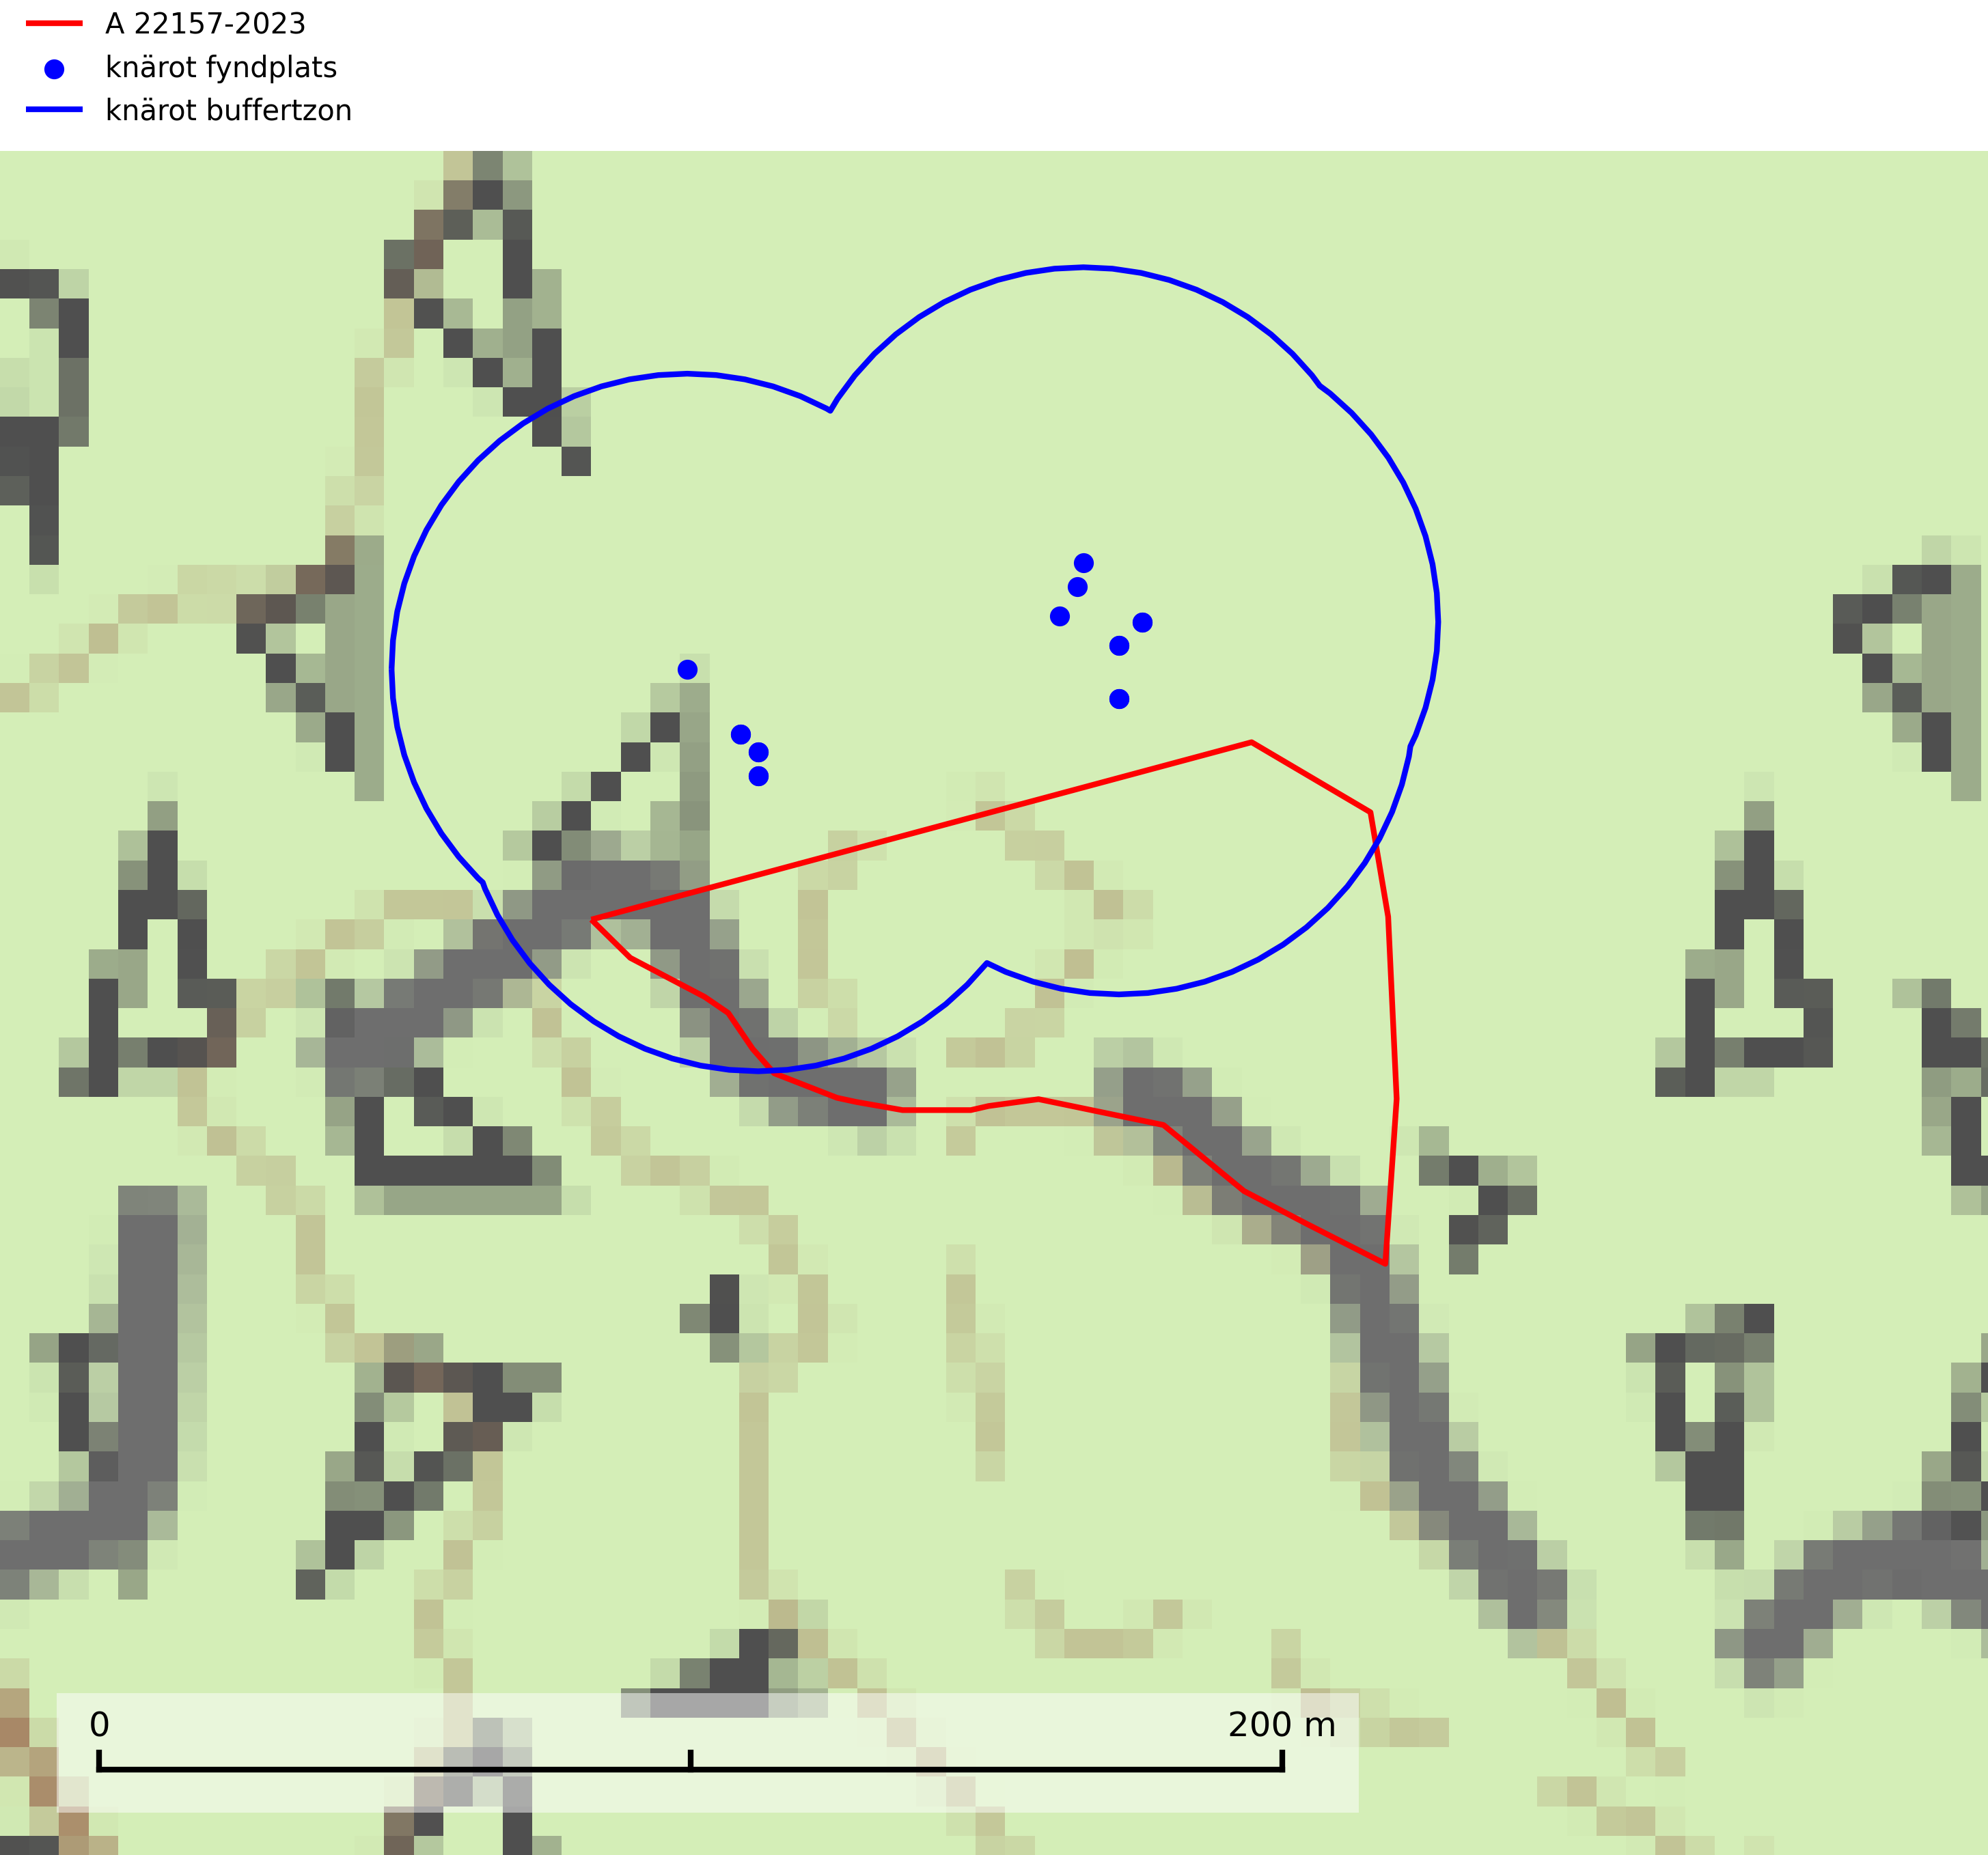 A 22157-2023
knärot fyndplats
knärot buffertzon
0 200 m